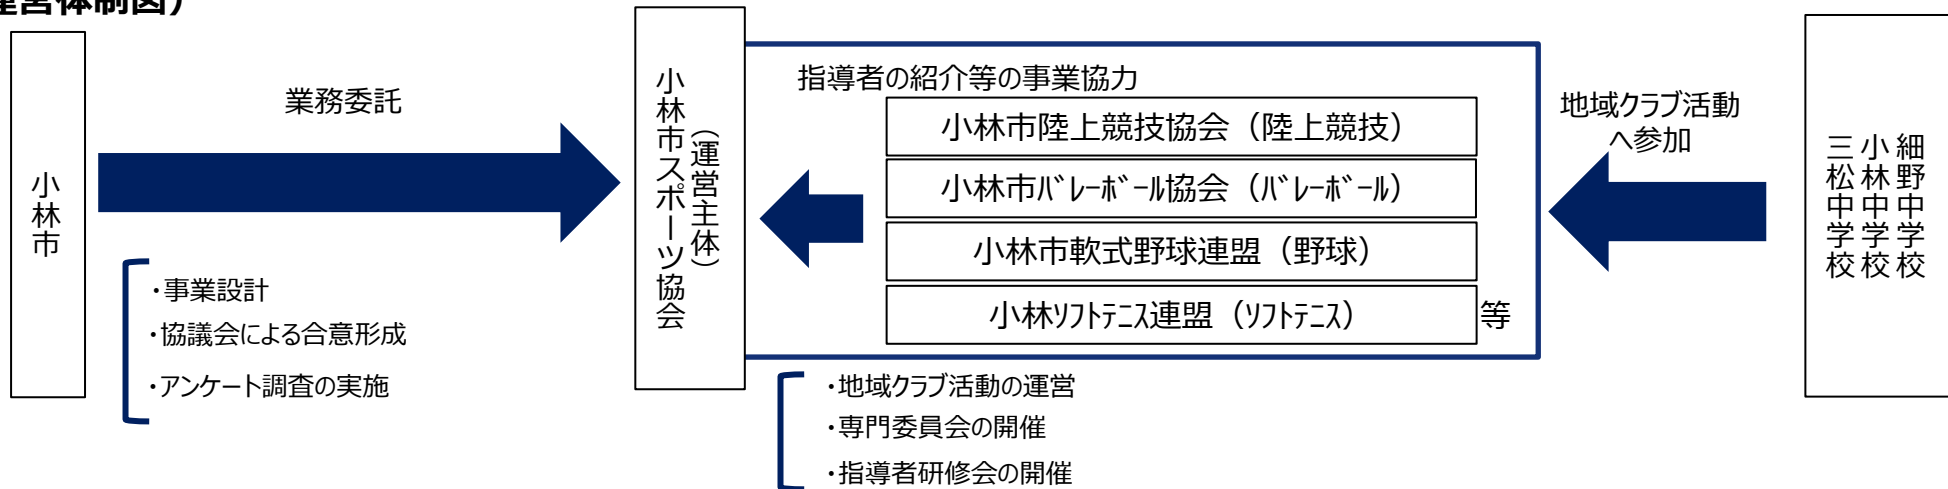 運営体制図）
小林市
業務委託
・事業設計
・協議会による合意形成
・アンケート調査の実施
小林市スポーツ協会
（運営主体）
指導者の紹介等の事業協力
小林市陸上競技協会（陸上競技）
小林市ﾊﾞﾚｰﾎﾞｰﾙ協会（ﾊﾞﾚｰﾎﾞｰﾙ）
小林市軟式野球連盟（野球）
小林ｿﾌﾄﾃﾆｽ連盟（ｿﾌﾄﾃﾆｽ）
等
・地域クラブ活動の運営
・専門委員会の開催
・指導者研修会の開催
地域クラブ活動
へ参加
細野中学校
小林中学校
三松中学校